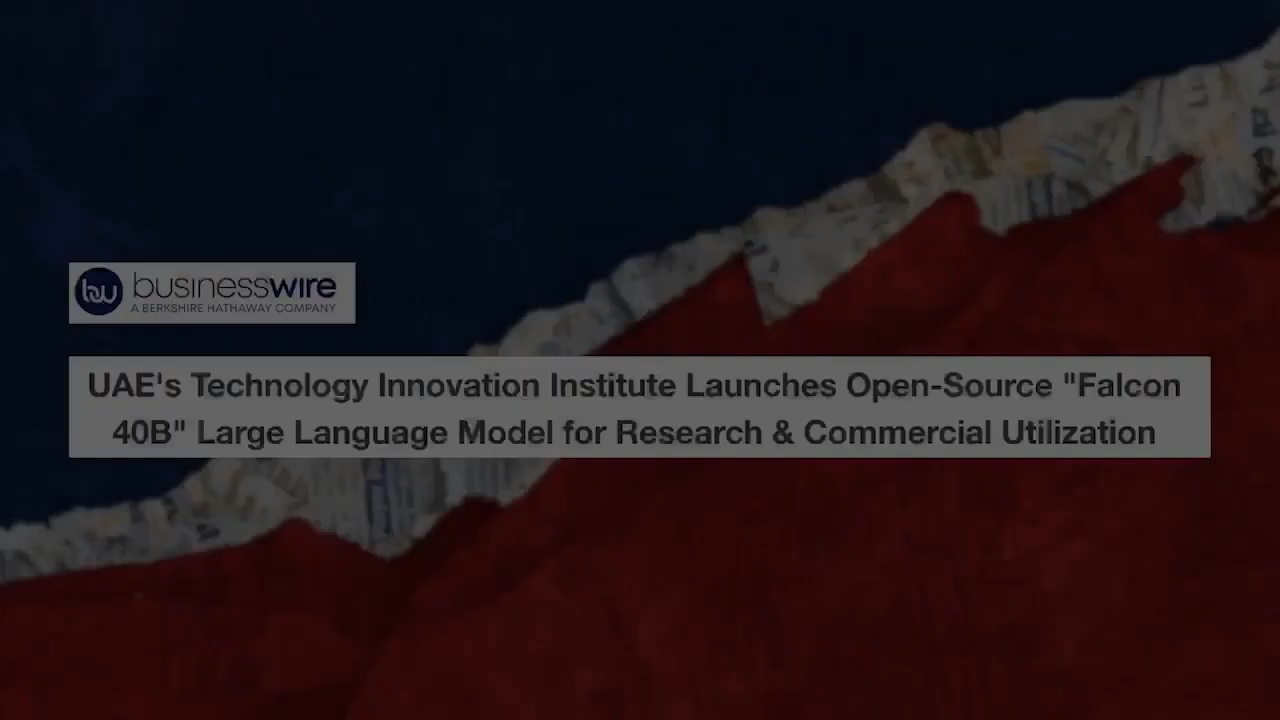 businesswire
A BERKSHIRE HATHAWAY COMPANY
UAE's Technology Innovation Institute Launches Open-Source "Falcon
40B" Large Language Model for Research & Commercial Utilization